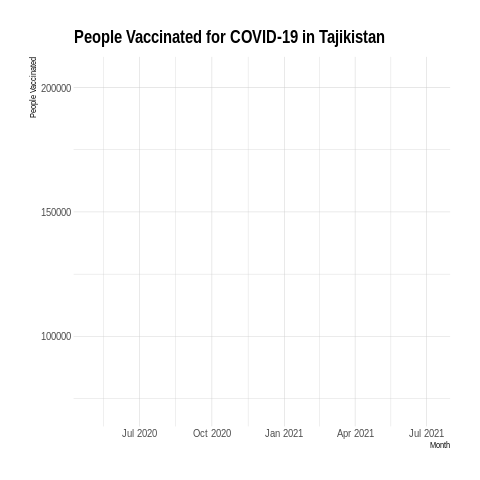 People Vaccinated for COVID-19 in Tajikistan
People Vaccinated
200000
150000
100000
Jul 2020 Oct 2020 Jan 2021 Apr 2021 Jul 2021
Month